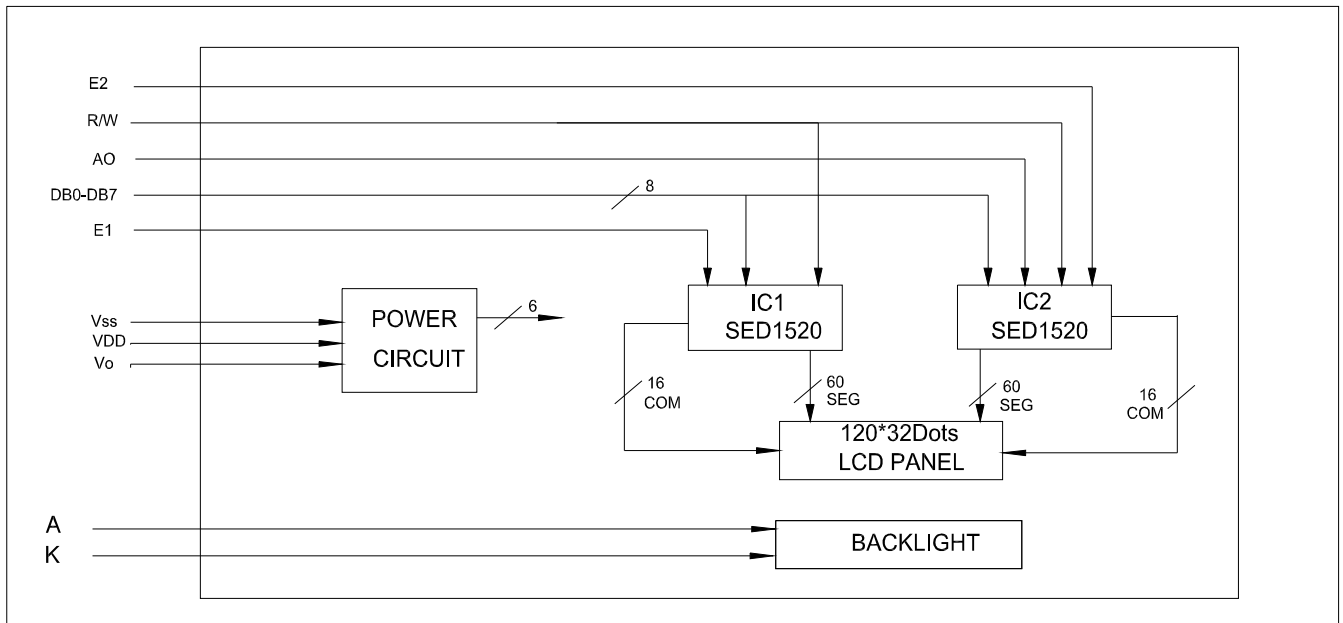 E2
R/W
AO
DB0-DB7
8
E1
IC1
SED1520
IC2
SED1520
Vss
VDD
Vo
POWER
CIRCUIT
6
16
COM
60
SEG
60
SEG
16
COM
120*32Dots
LCD PANEL
A
K
BACKLIGHT